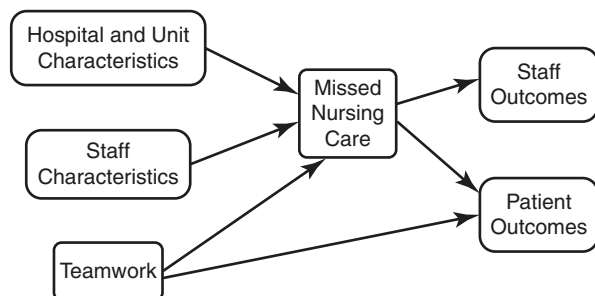 Hospital and Unit
Characteristics
Staff
Characteristics
Teamwork
Missed
Nursing
Care
Staff
Outcomes
Patient
Outcomes